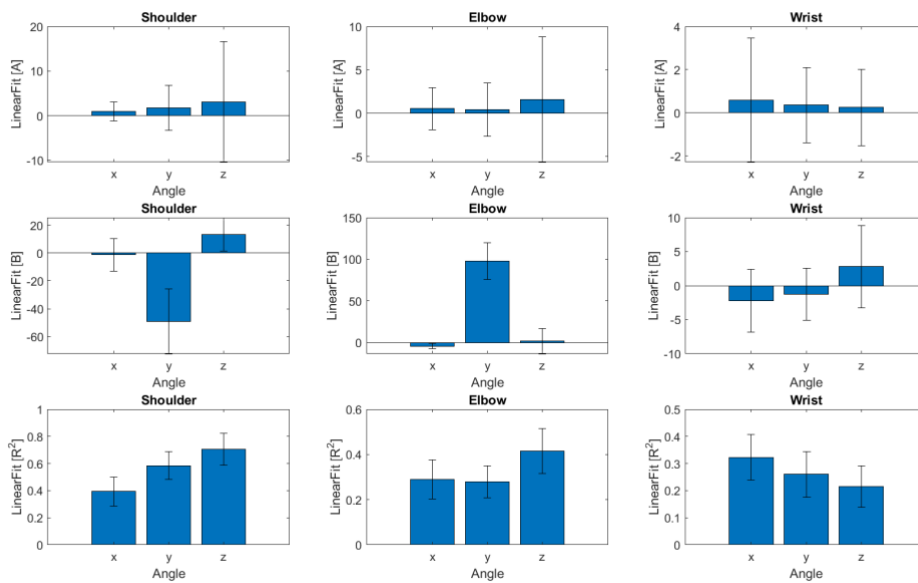 Shoulder
LinearFit [A]
20
10
0
-10
x y z
Angle
Elbow
LinearFit [A]
10
5
0
-5
x y z
Angle
Wrist
LinearFit [A]
4
2
0
-2
x y z
Angle
Shoulder
LinearFit [B]
20
0
-20
-40
-60
x y z
Angle
Elbow
LinearFit [B]
150
100
50
0
x y z
Angle
Wrist
LinearFit [B]
10
5
0
-5
-10
x y z
Angle
Shoulder
LinearFit [R²]
1
0.8
0.6
0.4
0.2
0
x y z
Angle
Elbow
LinearFit [R²]
0.6
0.4
0.2
0
x y z
Angle
Wrist
LinearFit [R²]
0.5
0.4
0.3
0.2
0.1
0
x y z
Angle